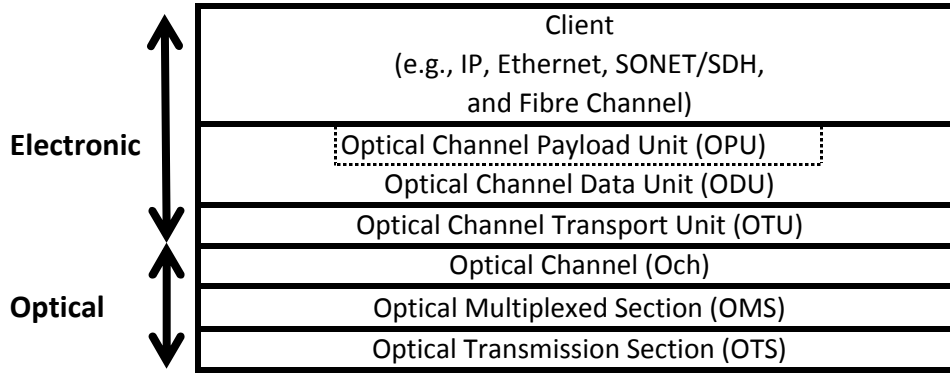 Client
(e.g., IP, Ethernet, SONET/SDH,
and Fibre Channel)
Electronic
Optical Channel Payload Unit (OPU)
Optical Channel Data Unit (ODU)
Optical Channel Transport Unit (OTU)
Optical Channel (Och)
Optical
Optical Multiplexed Section (OMS)
Optical Transmission Section (OTS)